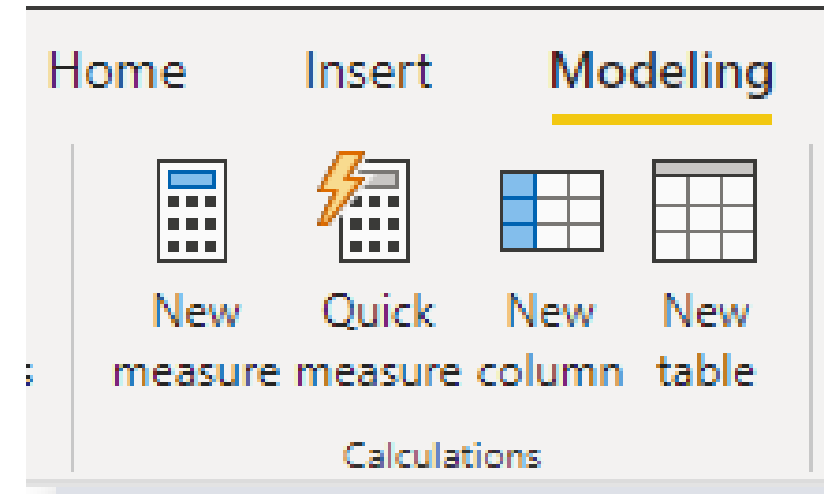 Home Insert Modeling
New Quick New New
measure measure column table
Calculations